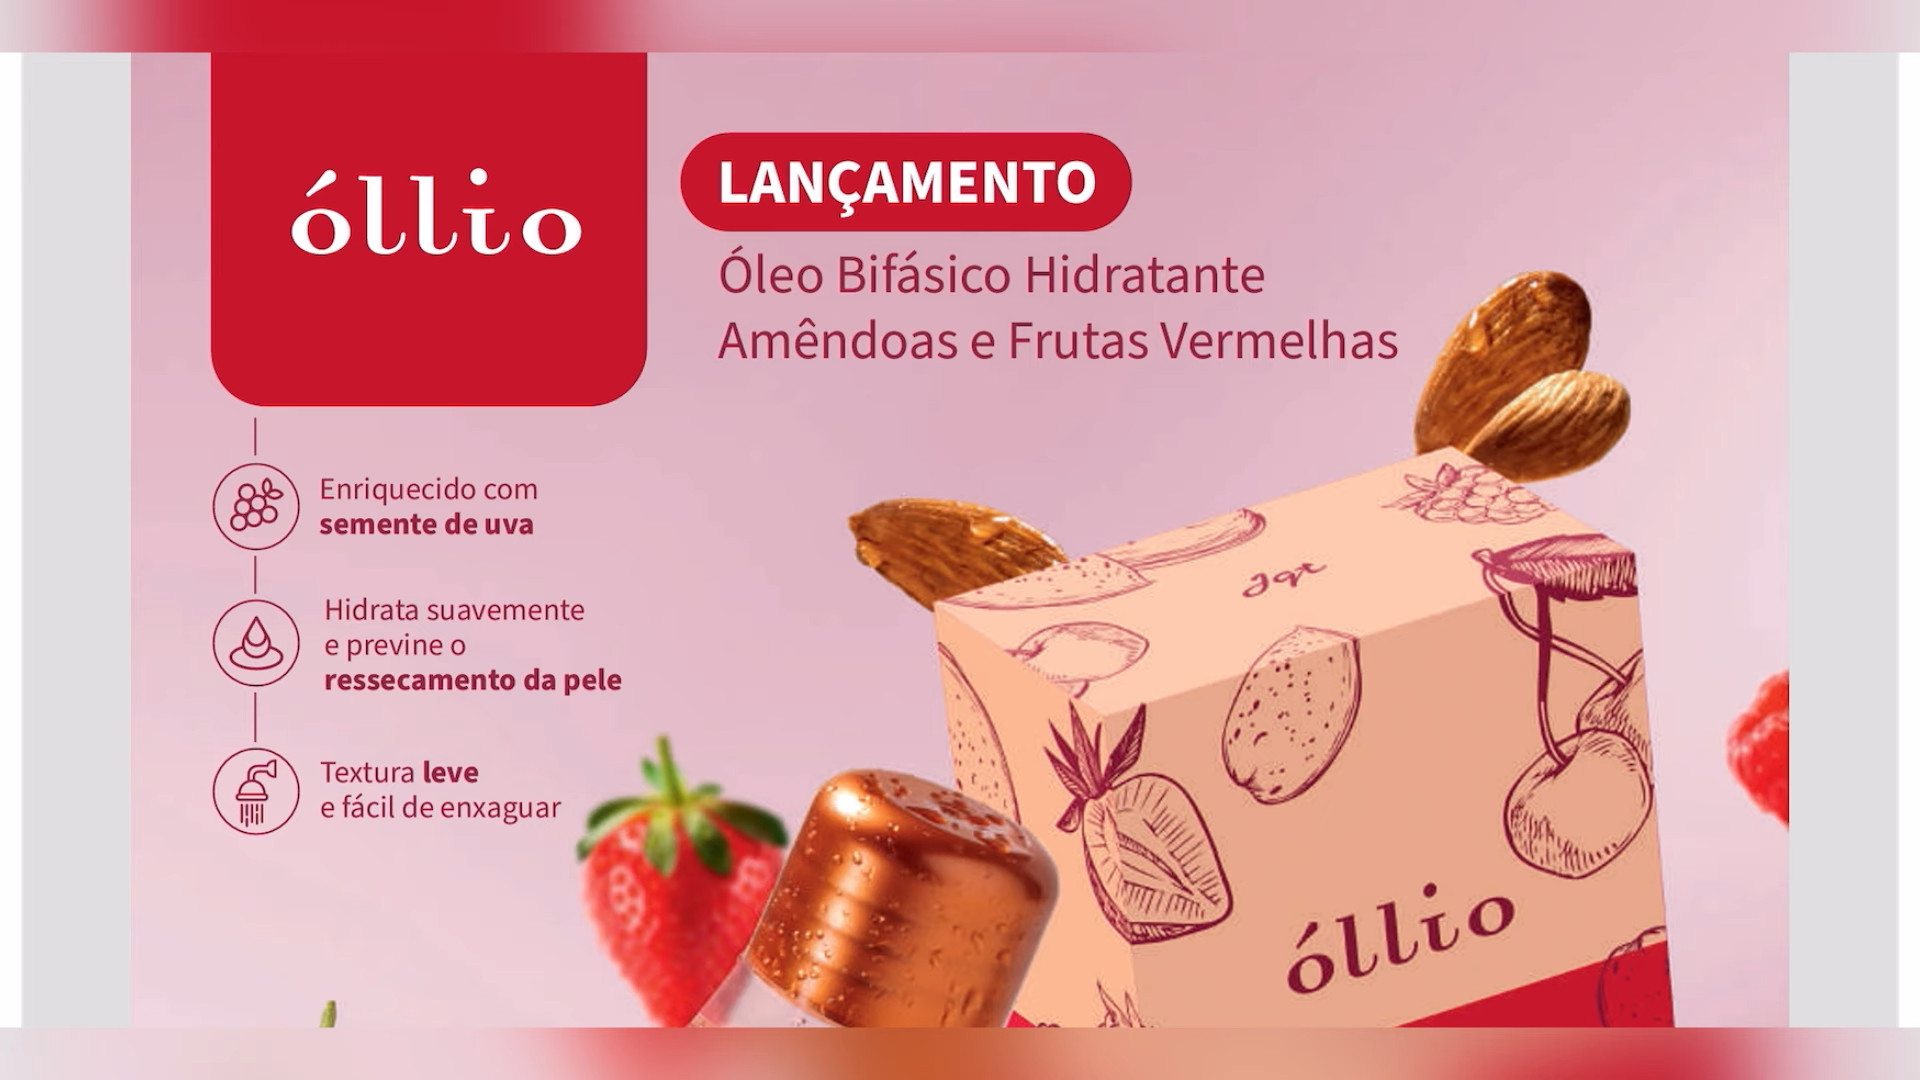 óllio
LANÇAMENTO
Óleo Bifásico Hidratante
Amêndoas e Frutas Vermelhas
Enriquecido com
semente de uva
Hidrata suavemente
e previne o
ressecamento da pele
Textura leve
e fácil de enxaguar
Jqt
óllio